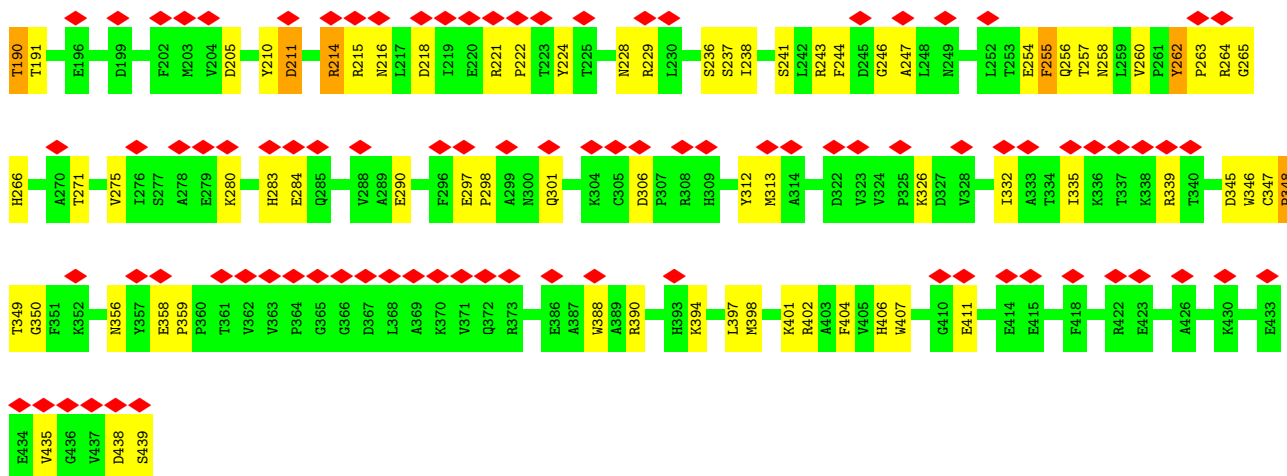 T190 T191 E196 D199 F202 M203 V204 D205 Y210 D211 R214 R215 N216 L217 D218 I219 E220 R221 P222 T223 Y224 T225 N228 R229 L230 S236 S237 I238 S241 L242 R243 F244 D245 G246 A247 L248 N249 L252 T253 E254 F255 Q256 T257 N258 L259 V260 P261 Y262 P263 R264 G265
H266 A270 T271 V275 I276 S277 A278 E279 K280 H283 E284 Q285 V288 A289 E290 F296 E297 P298 A299 N300 Q301 K304 C305 D306 P307 R308 H309 Y312 M313 A314 D322 V323 V324 P325 K326 D327 V328 I332 A333 T334 I335 K336 T337 K338 R339 T340 D345 W346 C347 P348
T349 G350 F351 K352 N356 Y357 E358 P359 P360 T361 V362 V363 P364 G365 G366 D367 L368 A369 K370 V371 Q372 R373 E386 A387 W388 A389 R390 H393 K394 L397 M398 K401 R402 A403 F404 V405 H406 W407 G410 E411 E414 E415 F418 R422 E423 A426 K430 E433
E434 V435 G436 V437 D438 S439